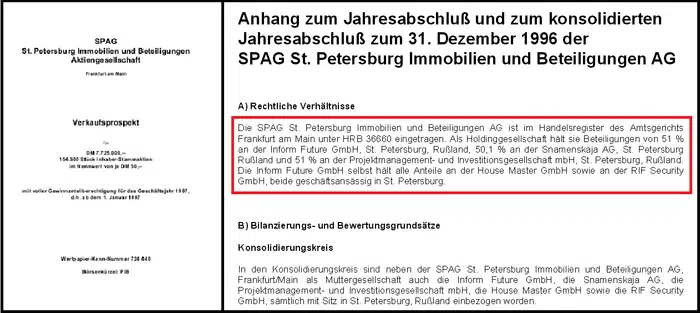 SPAG
St. Petersburg Immobilien und Beteiligungen
Aktiengesellschaft
Frankfurt am Main
Verkaufsprospekt
für
DM 7.725.000,--
154.500 Stück Inhaber-Stammaktien
im Nennwert von je DM 50,--
mit voller Gewinnanteilberechtigung für das Geschäftsjahr 1997,
d.h. ab dem 1. Januar 1997
Wertpapier-Kenn-Nummer 724 440
Börsenkürzel: PIB
Anhang zum Jahresabschluß und zum konsolidierten
Jahresabschluß zum 31. Dezember 1996 der
SPAG St. Petersburg Immobilien und Beteiligungen AG
A) Rechtliche Verhältnisse
Die SPAG St. Petersburg Immobilien und Beteiligungen AG ist im Handelsregister des Amtsgerichts
Frankfurt am Main unter HRB 36660 eingetragen. Als Holdinggesellschaft hält sie Beteiligungen von 51 %
an der Inform Future GmbH, St. Petersburg, Rußland, 50,1 % an der Snamenskaja AG, St. Petersburg
Rußland und 51 % an der Projektmanagement- und Investitionsgesellschaft mbH, St. Petersburg, Rußland.
Die Inform Future GmbH selbst hält alle Anteile an der House Master GmbH sowie an der RIF Security
GmbH, beide geschäftsansässig in St. Petersburg.
B) Bilanzierungs- und Bewertungsgrundsätze
Konsolidierungskreis
In den Konsolidierungskreis sind neben der SPAG St. Petersburg Immobilien und Beteiligungen AG,
Frankfurt/Main als Muttergesellschaft auch die Inform Future GmbH, die Snamenskaja AG, die
Projektmanagement- und Investitionsgesellschaft mbH, die House Master GmbH sowie die RIF Security
GmbH, sämtlich mit Sitz in St. Petersburg, Rußland einbezogen worden.